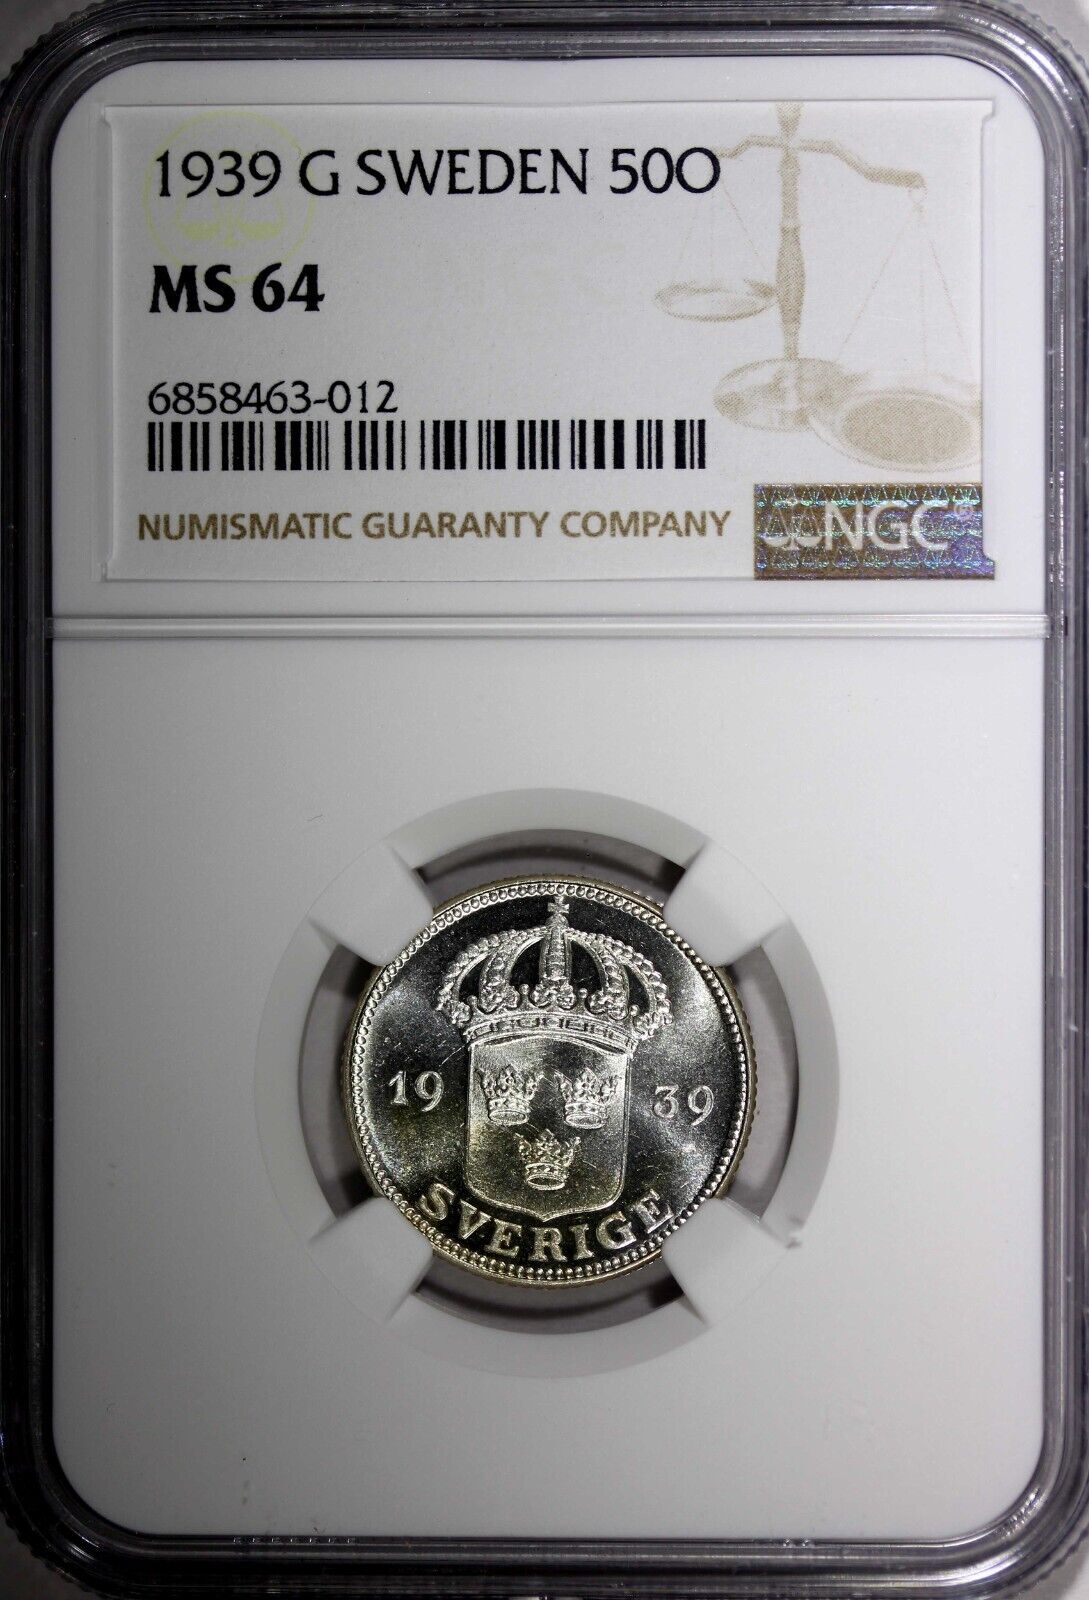 1939 G SWEDEN 50O
MS 64
6858463-012
NUMISMATIC GUARANTY COMPANY
NGC®
19 39
SVERIGE